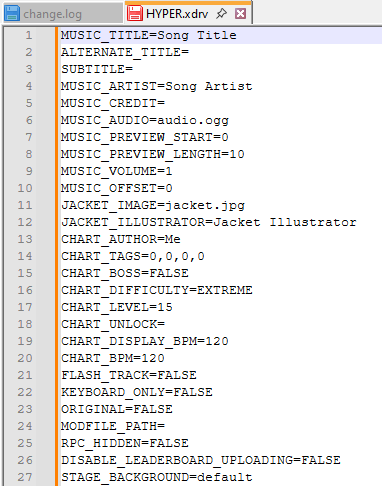 change.log HYPER.xdrv
1 MUSIC_TITLE=Song Title
2 ALTERNATE_TITLE=
3 SUBTITLE=
4 MUSIC_ARTIST=Song Artist
5 MUSIC_CREDIT=
6 MUSIC_AUDIO=audio.ogg
7 MUSIC_PREVIEW_START=0
8 MUSIC_PREVIEW_LENGTH=10
9 MUSIC_VOLUME=1
10 MUSIC_OFFSET=0
11 JACKET_IMAGE=jacket.jpg
12 JACKET_ILLUSTRATOR=Jacket Illustrator
13 CHART_AUTHOR=Me
14 CHART_TAGS=0,0,0,0
15 CHART_BOSS=FALSE
16 CHART_DIFFICULTY=EXTREME
17 CHART_LEVEL=15
18 CHART_UNLOCK=
19 CHART_DISPLAY_BPM=120
20 CHART_BPM=120
21 FLASH_TRACK=FALSE
22 KEYBOARD_ONLY=FALSE
23 ORIGINAL=FALSE
24 MODFILE_PATH=
25 RPC_HIDDEN=FALSE
26 DISABLE_LEADERBOARD_UPLOADING=FALSE
27 STAGE_BACKGROUND=default